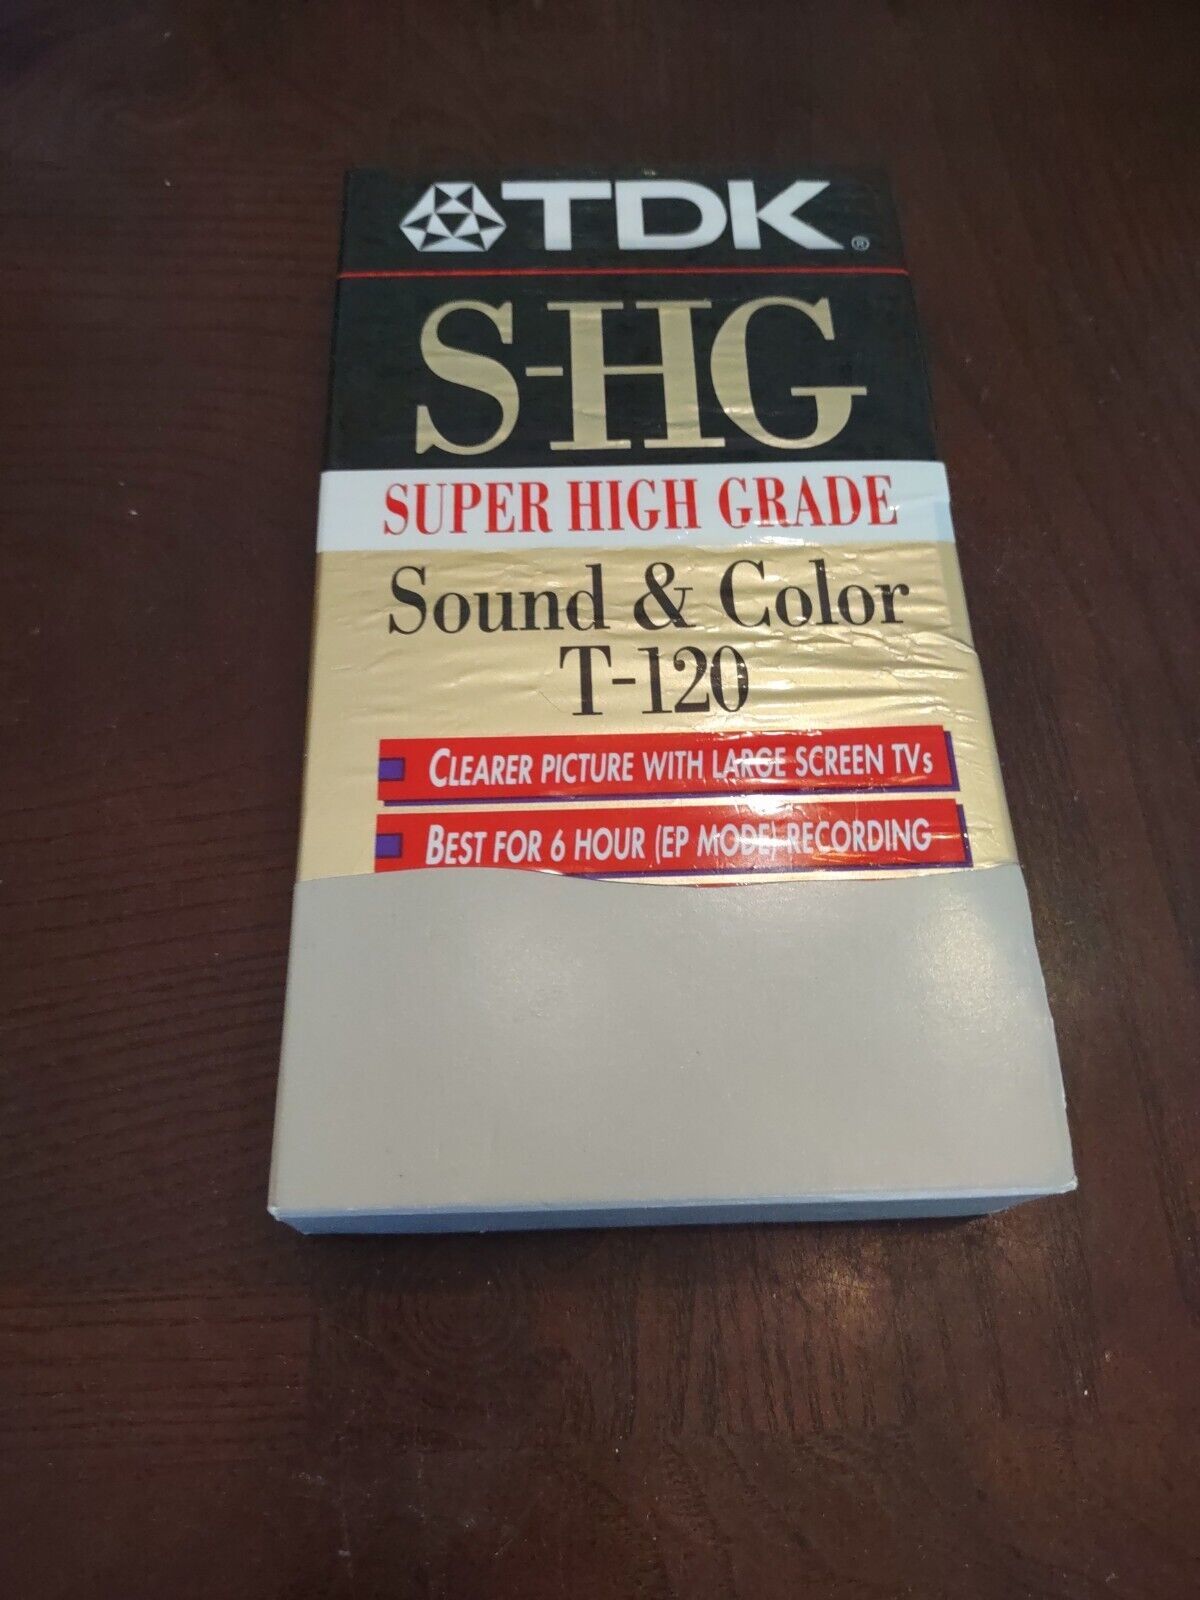 TDK®
S-HG
SUPER HIGH GRADE
Sound & Color
T-120
CLEARER PICTURE WITH LARGE SCREEN TVs
BEST FOR 6 HOUR (EP MODE) RECORDING